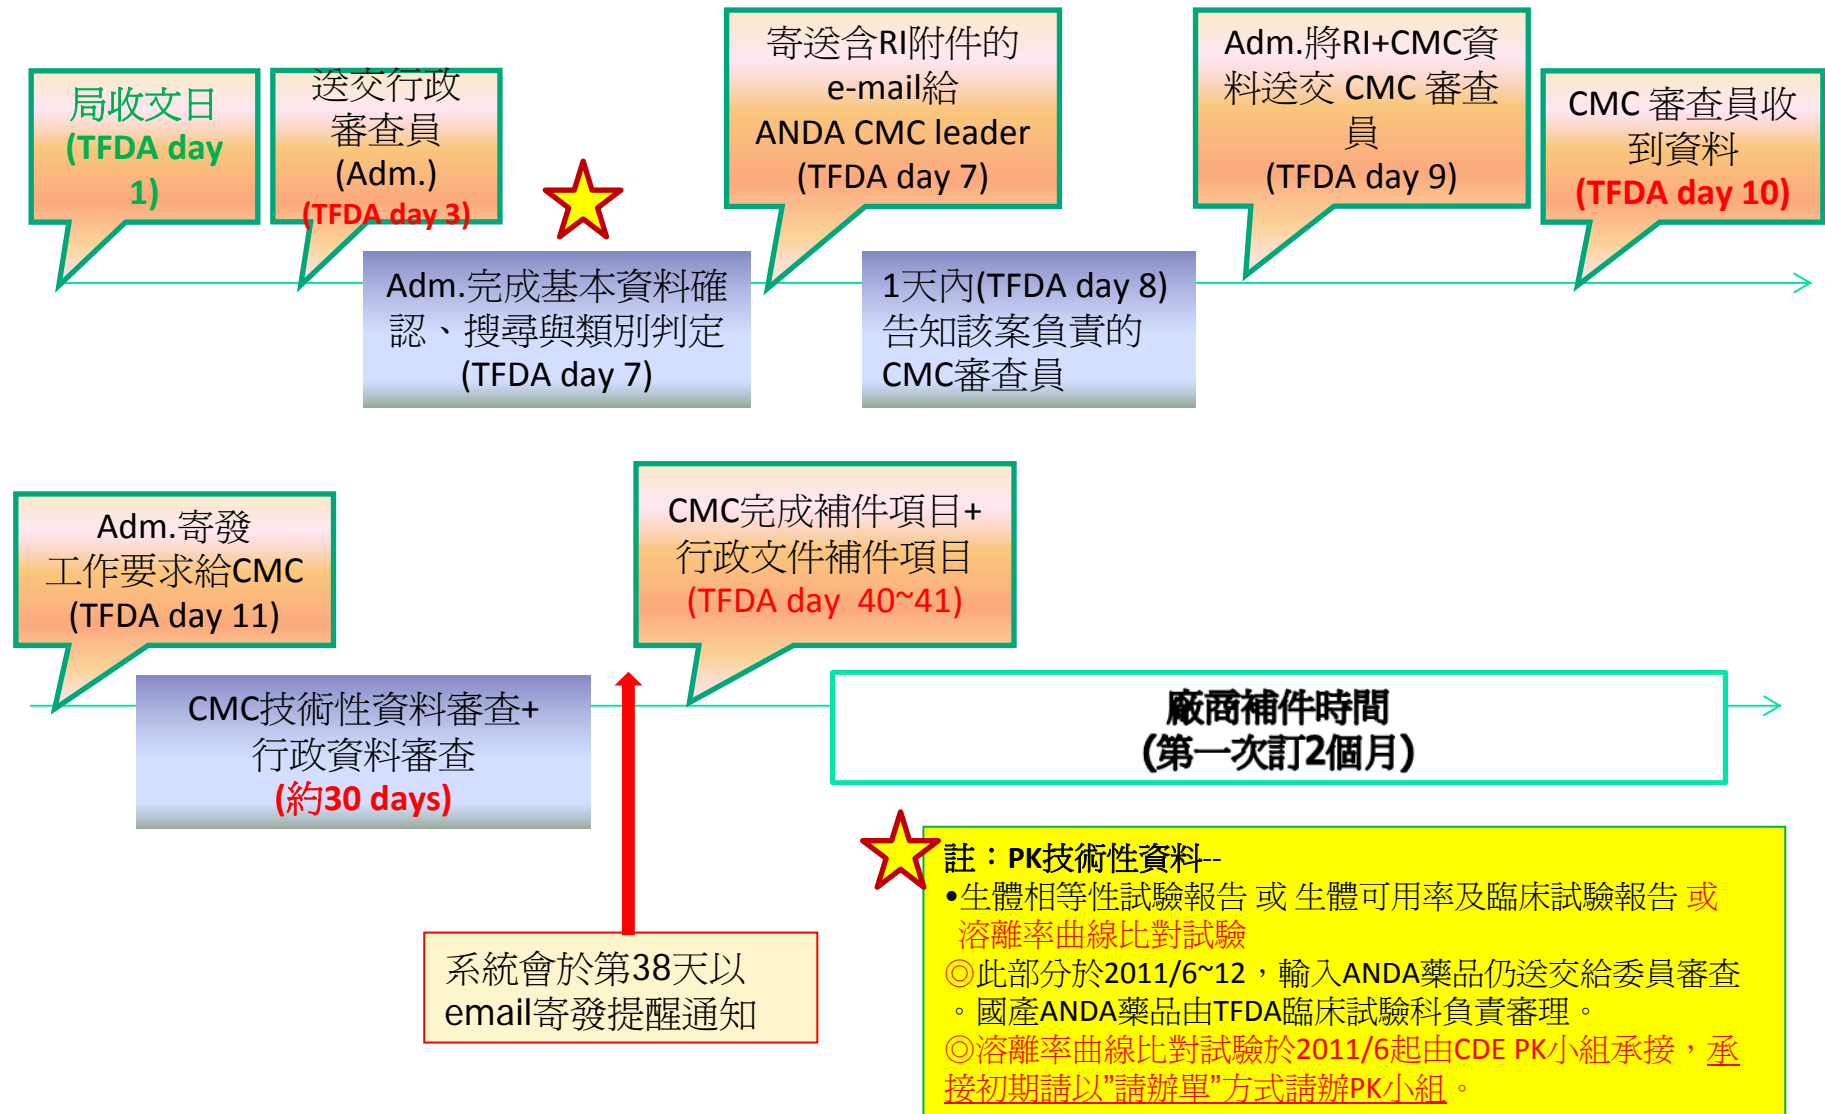 局收文日
(TFDA day
1)
送交行政
審查員
(Adm.)
(TFDA day 3)
寄送含RI附件的
e-mail給
ANDA CMC leader
(TFDA day 7)
Adm.將RI+CMC資
料送交 CMC 審查
員
(TFDA day 9)
CMC 審查員收
到資料
(TFDA day 10)
Adm.完成基本資料確
認、搜尋與類別判定
(TFDA day 7)
1天內(TFDA day 8)
告知該案負責的
CMC審查員
Adm.寄發
工作要求給CMC
(TFDA day 11)
CMC完成補件項目+
行政文件補件項目
(TFDA day 40~41)
CMC技術性資料審查+
行政資料審查
(約30 days)
廠商補件時間
(第一次訂2個月)
系統會於第38天以
email寄發提醒通知
註：PK技術性資料--
•生體相等性試驗報告 或 生體可用率及臨床試驗報告 或
溶離率曲線比對試驗
◎此部分於2011/6~12，輸入ANDA藥品仍送交給委員審查
。國產ANDA藥品由TFDA臨床試驗科負責審理。
◎溶離率曲線比對試驗於2011/6起由CDE PK小組承接，承
接初期請以”請辦單”方式請辦PK小組。